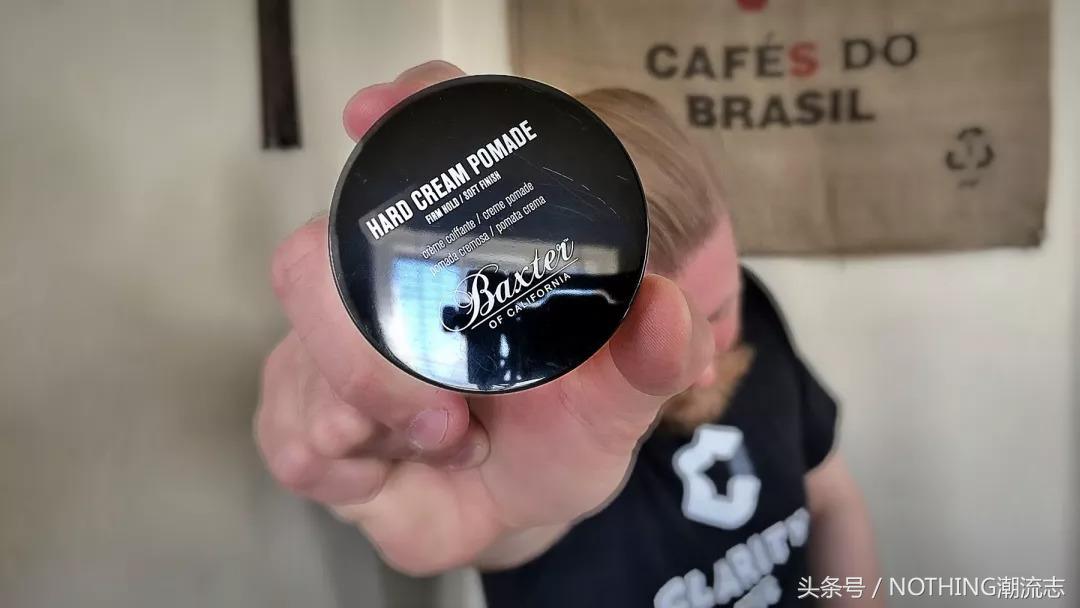 CAFÉS DO
BRASIL
HARD CREAM POMADE
FIRM HOLD / SOFT FINISH
crème coiffante / creme pomade
pomada cremosa / pomata crema
Baxter
OF CALIFORNIA
CLARITY
头条号 / NOTHING潮流志